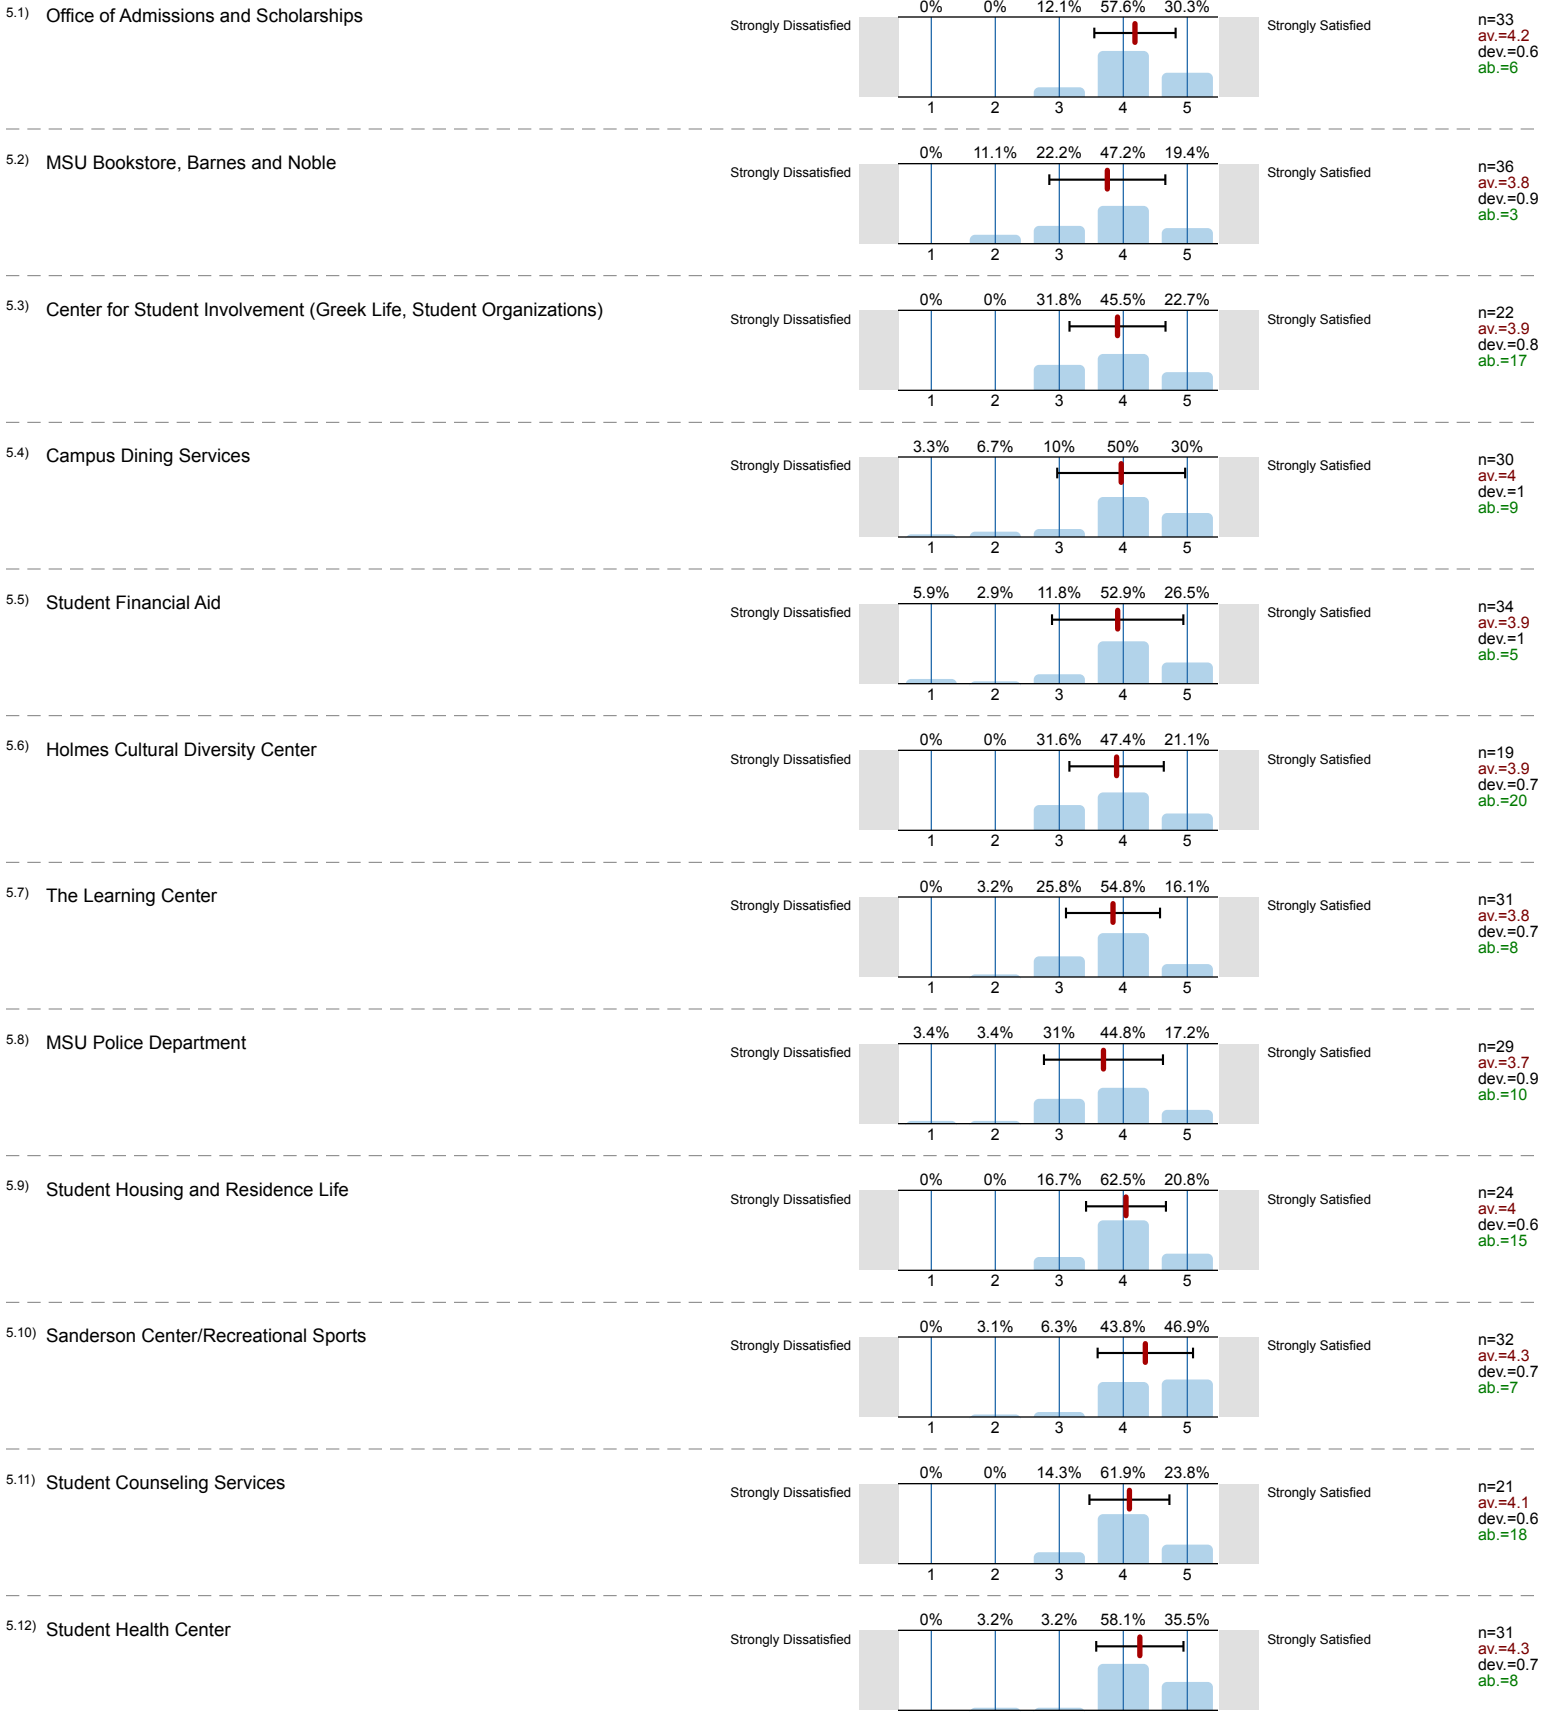 5.1) Office of Admissions and Scholarships
0% 0% 12.1% 57.6% 30.3%
Strongly Dissatisfied Strongly Satisfied
n=33
av.=4.2
dev.=0.6
ab.=6
1 2 3 4 5
5.2) MSU Bookstore, Barnes and Noble
0% 11.1% 22.2% 47.2% 19.4%
Strongly Dissatisfied Strongly Satisfied
n=36
av.=3.8
dev.=0.9
ab.=3
1 2 3 4 5
5.3) Center for Student Involvement (Greek Life, Student Organizations)
0% 0% 31.8% 45.5% 22.7%
Strongly Dissatisfied Strongly Satisfied
n=22
av.=3.9
dev.=0.8
ab.=17
1 2 3 4 5
5.4) Campus Dining Services
3.3% 6.7% 10% 50% 30%
Strongly Dissatisfied Strongly Satisfied
n=30
av.=4
dev.=1
ab.=9
1 2 3 4 5
5.5) Student Financial Aid
5.9% 2.9% 11.8% 52.9% 26.5%
Strongly Dissatisfied Strongly Satisfied
n=34
av.=3.9
dev.=1
ab.=5
1 2 3 4 5
5.6) Holmes Cultural Diversity Center
0% 0% 31.6% 47.4% 21.1%
Strongly Dissatisfied Strongly Satisfied
n=19
av.=3.9
dev.=0.7
ab.=20
1 2 3 4 5
5.7) The Learning Center
0% 3.2% 25.8% 54.8% 16.1%
Strongly Dissatisfied Strongly Satisfied
n=31
av.=3.8
dev.=0.7
ab.=8
1 2 3 4 5
5.8) MSU Police Department
3.4% 3.4% 31% 44.8% 17.2%
Strongly Dissatisfied Strongly Satisfied
n=29
av.=3.7
dev.=0.9
ab.=10
1 2 3 4 5
5.9) Student Housing and Residence Life
0% 0% 16.7% 62.5% 20.8%
Strongly Dissatisfied Strongly Satisfied
n=24
av.=4
dev.=0.6
ab.=15
1 2 3 4 5
5.10) Sanderson Center/Recreational Sports
0% 3.1% 6.3% 43.8% 46.9%
Strongly Dissatisfied Strongly Satisfied
n=32
av.=4.3
dev.=0.7
ab.=7
1 2 3 4 5
5.11) Student Counseling Services
0% 0% 14.3% 61.9% 23.8%
Strongly Dissatisfied Strongly Satisfied
n=21
av.=4.1
dev.=0.6
ab.=18
1 2 3 4 5
5.12) Student Health Center
0% 3.2% 3.2% 58.1% 35.5%
Strongly Dissatisfied Strongly Satisfied
n=31
av.=4.3
dev.=0.7
ab.=8